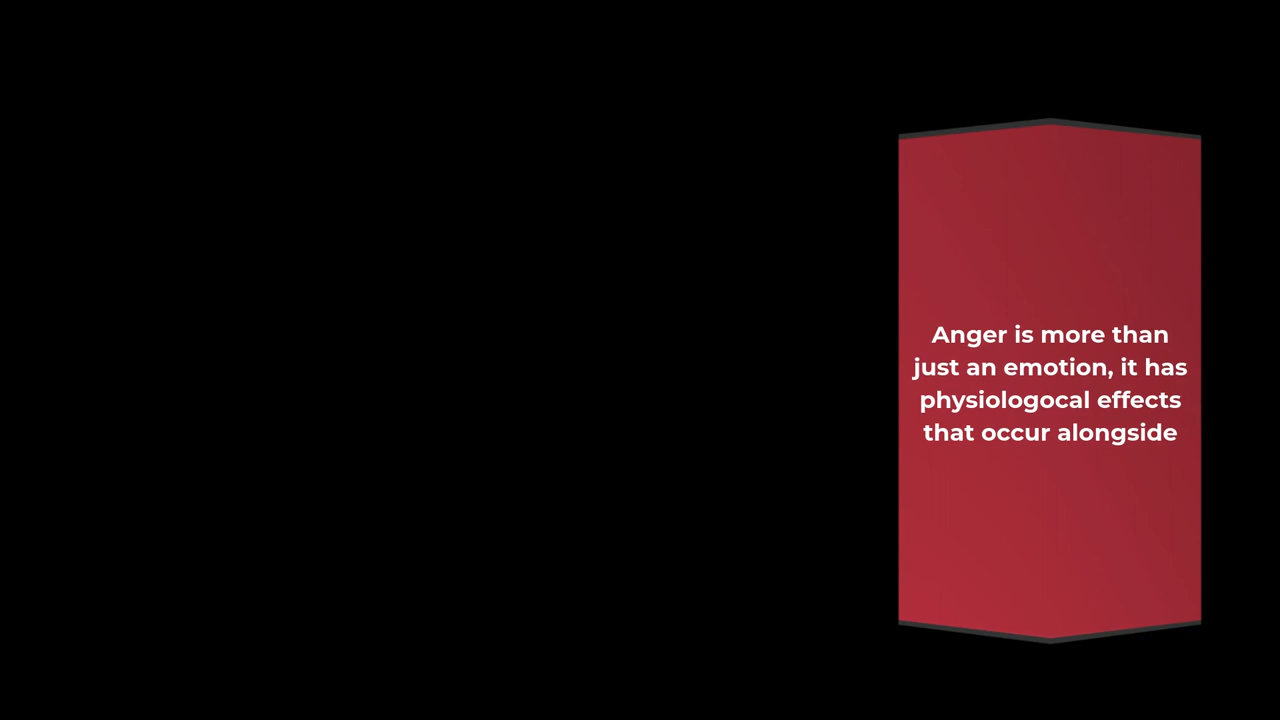 Anger is more than
just an emotion, it has
physiologocal effects
that occur alongside